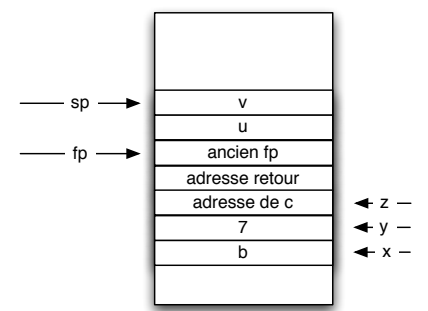 sp v
u
fp ancien fp
adresse retour
adresse de c z
7 y
b x